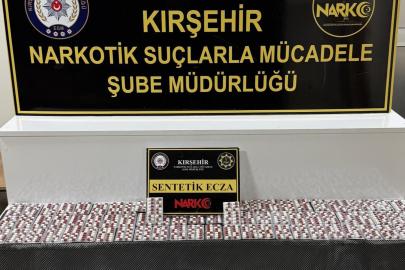 KIRŞEHİR
NARKO
NARKOTİK SUÇLARLA MÜCADELE
ŞUBE MÜDÜRLÜĞÜ
KIRŞEHİR
SENTETİK ECZA
NARKO